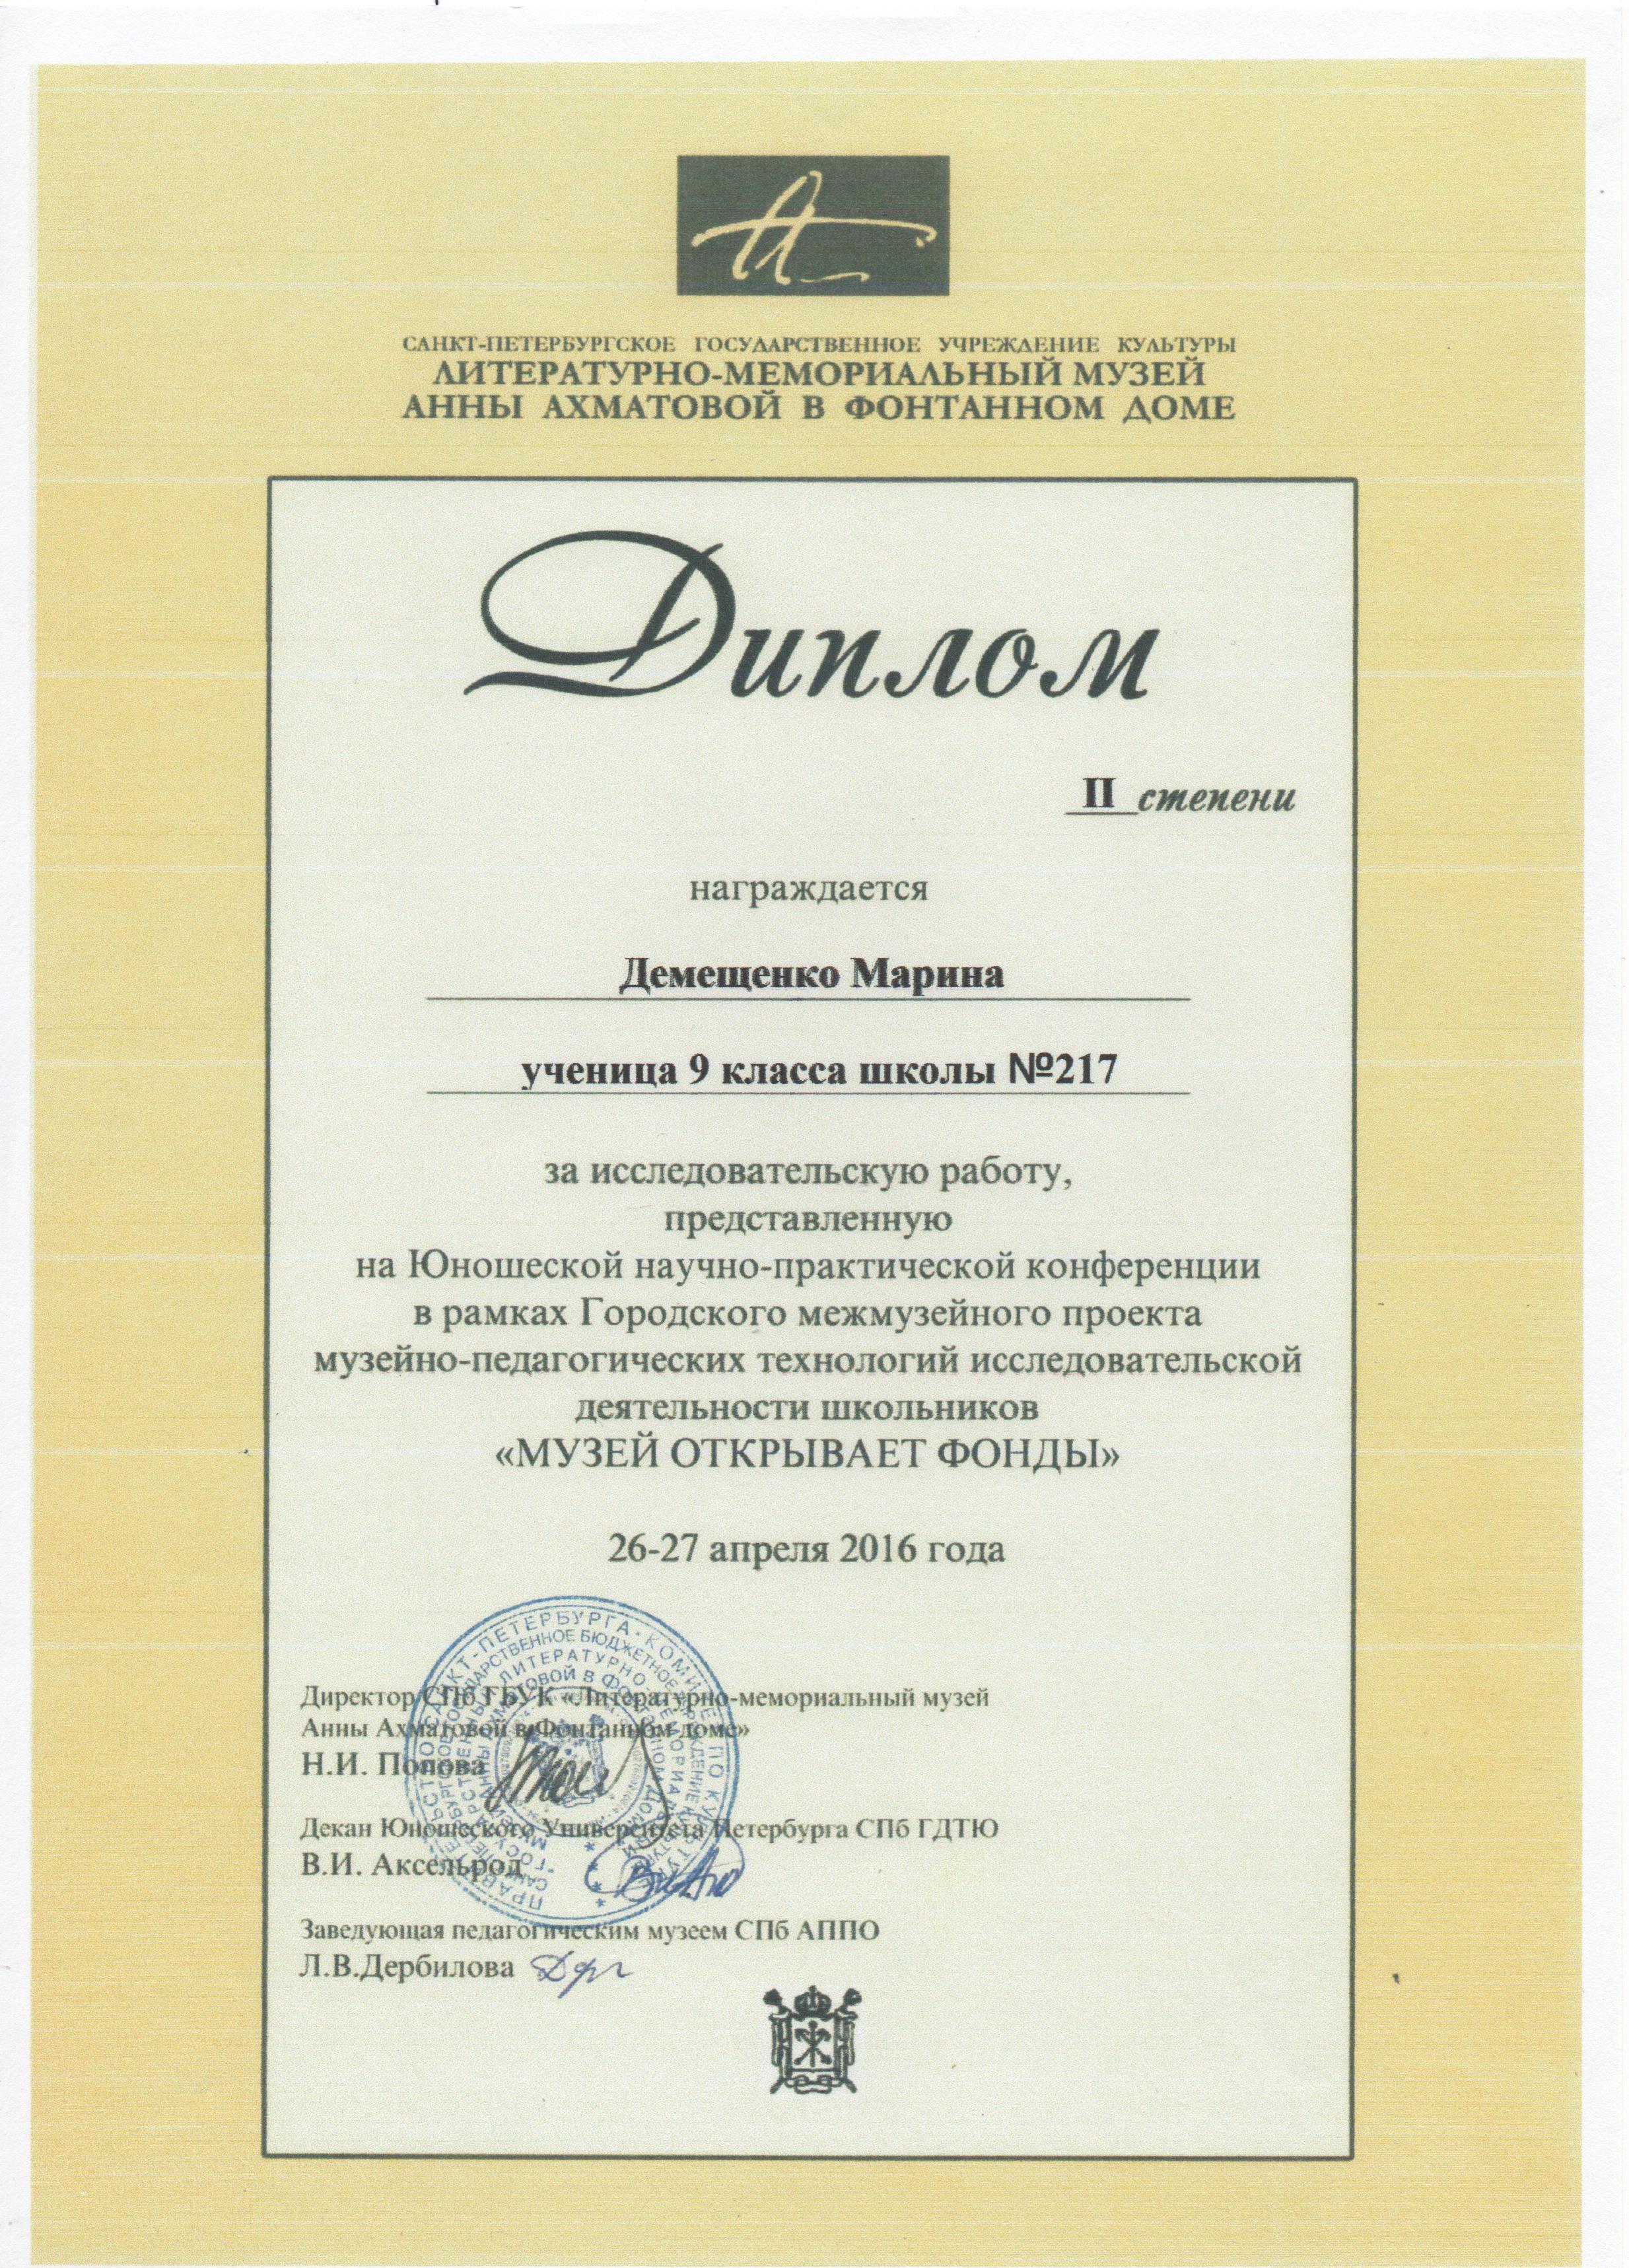 САНКТ-ПЕТЕРБУРГСКОЕ ГОСУДАРСТВЕННОЕ УЧРЕЖДЕНИЕ КУЛЬТУРЫ
ЛИТЕРАТУРНО-МЕМОРИАЛЬНЫЙ МУЗЕЙ
АННЫ АХМАТОВОЙ В ФОНТАННОМ ДОМЕ
Диплом
II степени
награждается
Демещенко Марина
ученица 9 класса школы №217
за исследовательскую работу,
представленную
на Юношеской научно-практической конференции
в рамках Городского межмузейного проекта
музейно-педагогических технологий исследовательской
деятельности школьников
«МУЗЕЙ ОТКРЫВАЕТ ФОНДЫ»
26-27 апреля 2016 года
Директор СПб ГБУК «Литературно-мемориальный музей
Анны Ахматовой в Фонтанном доме»
Н.И. Попова
Декан Юношеского Университета Петербурга СПб ГДТЮ
В.И. Аксельрод
Заведующая педагогическим музеем СПб АППО
Л.В.Дербилова